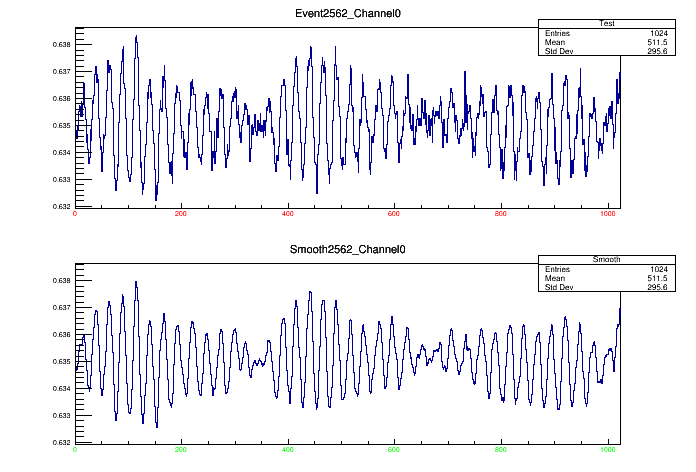 Event2562_Channel0
Test
Entries 1024
Mean 511.5
Std Dev 295.6
0.638
0.637
0.636
0.635
0.634
0.633
0.632
0 200 400 600 800 1000
Smooth2562_Channel0
Smooth
Entries 1024
Mean 511.5
Std Dev 295.6
0.638
0.637
0.636
0.635
0.634
0.633
0.632
0 200 400 600 800 1000